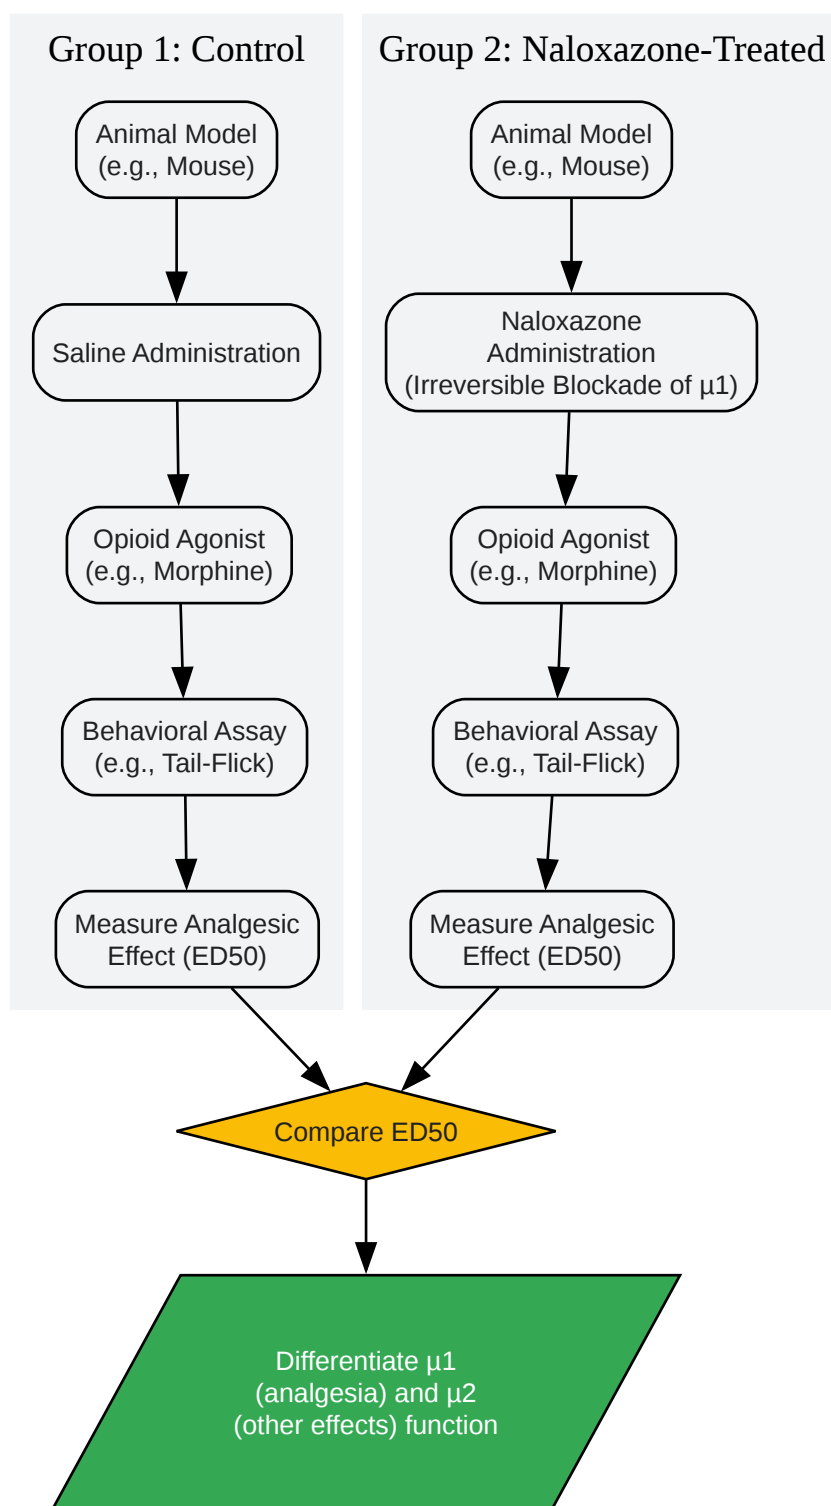 Group 1: Control
Animal Model
(e.g., Mouse)
Saline Administration
Opioid Agonist
(e.g., Morphine)
Behavioral Assay
(e.g., Tail-Flick)
Measure Analgesic
Effect (ED50)
Group 2: Naloxazone-Treated
Animal Model
(e.g., Mouse)
Naloxazone
Administration
(Irreversible Blockade of µ1)
Opioid Agonist
(e.g., Morphine)
Behavioral Assay
(e.g., Tail-Flick)
Measure Analgesic
Effect (ED50)
Compare ED50
Differentiate µ1
(analgesia) and µ2
(other effects) function